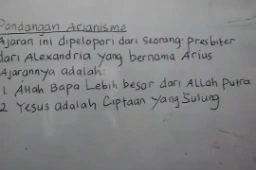 Pandangan Arianisme
Ajaran ini dipelopori dari seorang presbiter
dari Alexandria yang bernama Arius
Ajarannya adalah:
1. Allah Bapa Lebih besar dari Allah Putra
2 Yesus adalah Ciptaan yang Sulung